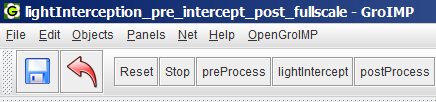 lightInterception_pre_intercept_post_fullscale - GroIMP
File Edit Objects Panels Net Help OpenGroIMP
Reset Stop preProcess lightIntercept postProcess